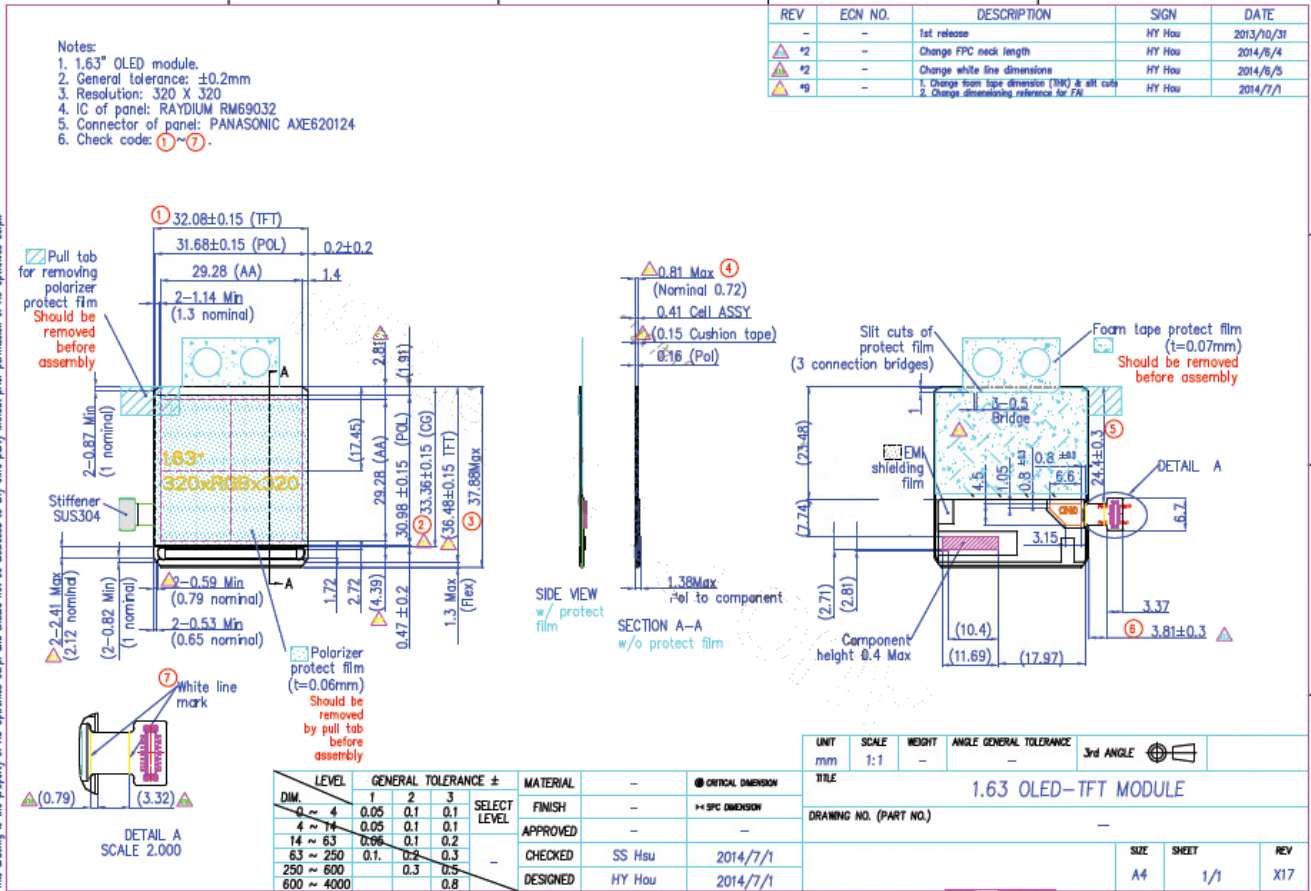 REV ECN NO. DESCRIPTION SIGN DATE
- - 1st release HY Hou 2013/10/31
*2 - Change FPC neck length HY Hou 2014/6/4
*2 - Change white line dimensions HY Hou 2014/6/5
*9 - 1. Change foam tape dimension (THK) & slit cuts HY Hou 2014/7/1
2. Change dimensioning reference for FAI
Notes:
1. 1.63" OLED module.
2. General tolerance: ±0.2mm
3. Resolution: 320 X 320
4. IC of panel: RAYDIUM RM69032
5. Connector of panel: PANASONIC AXE620124
6. Check code: ①~⑦.
① 32.08±0.15 (TFT)
31.68±0.15 (POL)
0.2±0.2
29.28 (AA)
1.4
2-1.14 Min
(1.3 nominal)
Pull tab
for removing
polarizer
protect film
Should be
removed
before
assembly
A
2.81
(1.91)
2-0.87 Min
(1 nominal)
1.63"
320xRGBx320
(17.45)
29.28 (AA)
30.98 ±0.15 (POL)
② 33.36±0.15 (CG)
(36.48±0.15 TFT)
③ 37.88Max
Stiffener
SUS304
A
2-2.41 Max
(2.12 nominal)
(2-0.82 Min)
(1 nominal)
2-0.59 Min
(0.79 nominal)
2-0.53 Min
(0.65 nominal)
1.72
2.72
(4.39)
0.47 ±0.2
1.3 Max
(Flex)
Polarizer
protect film
(t=0.06mm)
Should be
removed
by pull tab
before
assembly
0.81 Max ④
(Nominal 0.72)
0.41 Cell ASSY
(0.15 Cushion tape)
0.16 (Pol)
SIDE VIEW
w/ protect
film
1.38Max
Pol to component
SECTION A-A
w/o protect film
Slit cuts of
protect film
(3 connection bridges)
Foam tape protect film
(t=0.07mm)
Should be removed
before assembly
1
3-0.5
Bridge
(23.48)
⑤
24.4±0.3
EMI
shielding
film
4.5
1.05
0.8 ±0.3
0.8 ±0.3
6.6
DETAIL A
6.7
(7.74)
3.15
(2.71)
(2.81)
3.37
⑥ 3.81±0.3
Component
height 0.4 Max
(10.4)
(11.69)
(17.97)
⑦ White line
mark
(0.79)
(3.32)
DETAIL A
SCALE 2.000
LEVEL GENERAL TOLERANCE ±
DIM. 1 2 3 SELECT LEVEL
0 ~ 4 0.05 0.1 0.1
4 ~ 14 0.05 0.1 0.1
14 ~ 63 0.05 0.1 0.2
63 ~ 250 0.1. 0.2 0.3 -
250 ~ 600 0.3 0.5
600 ~ 4000 0.8
MATERIAL - CRITICAL DIMENSION
FINISH - SPC DIMENSION
APPROVED - -
CHECKED SS Hsu 2014/7/1
DESIGNED HY Hou 2014/7/1
UNIT SCALE WEIGHT ANGLE GENERAL TOLERANCE 3rd ANGLE
mm 1:1 - -
TITLE
1.63 OLED-TFT MODULE
DRAWING NO. (PART NO.)
-
SIZE SHEET REV
A4 1/1 X17